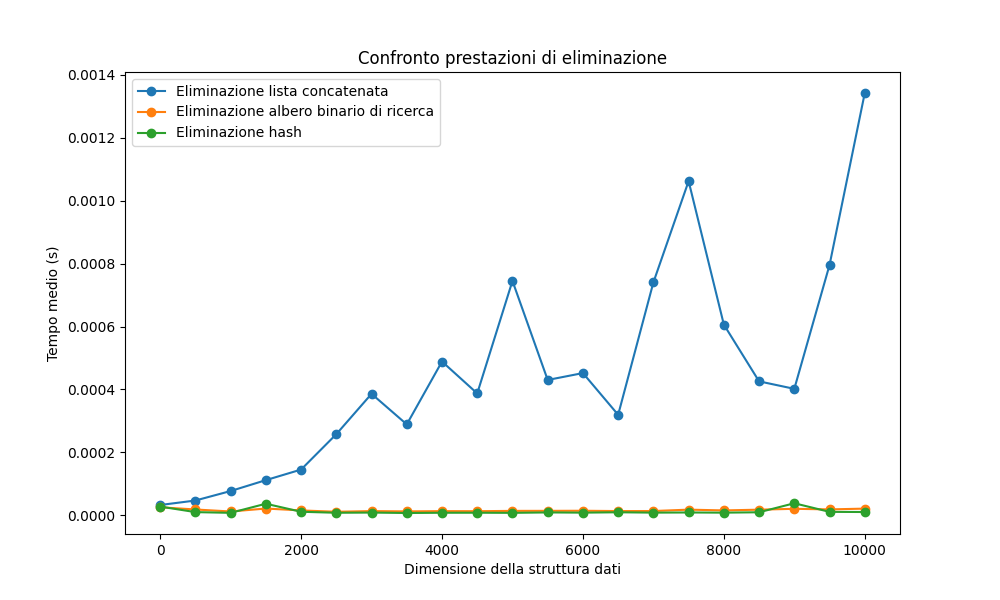 Confronto prestazioni di eliminazione
Eliminazione lista concatenata
Eliminazione albero binario di ricerca
Eliminazione hash
Tempo medio (s)
0.0014
0.0012
0.0010
0.0008
0.0006
0.0004
0.0002
0.0000
0 2000 4000 6000 8000 10000
Dimensione della struttura dati